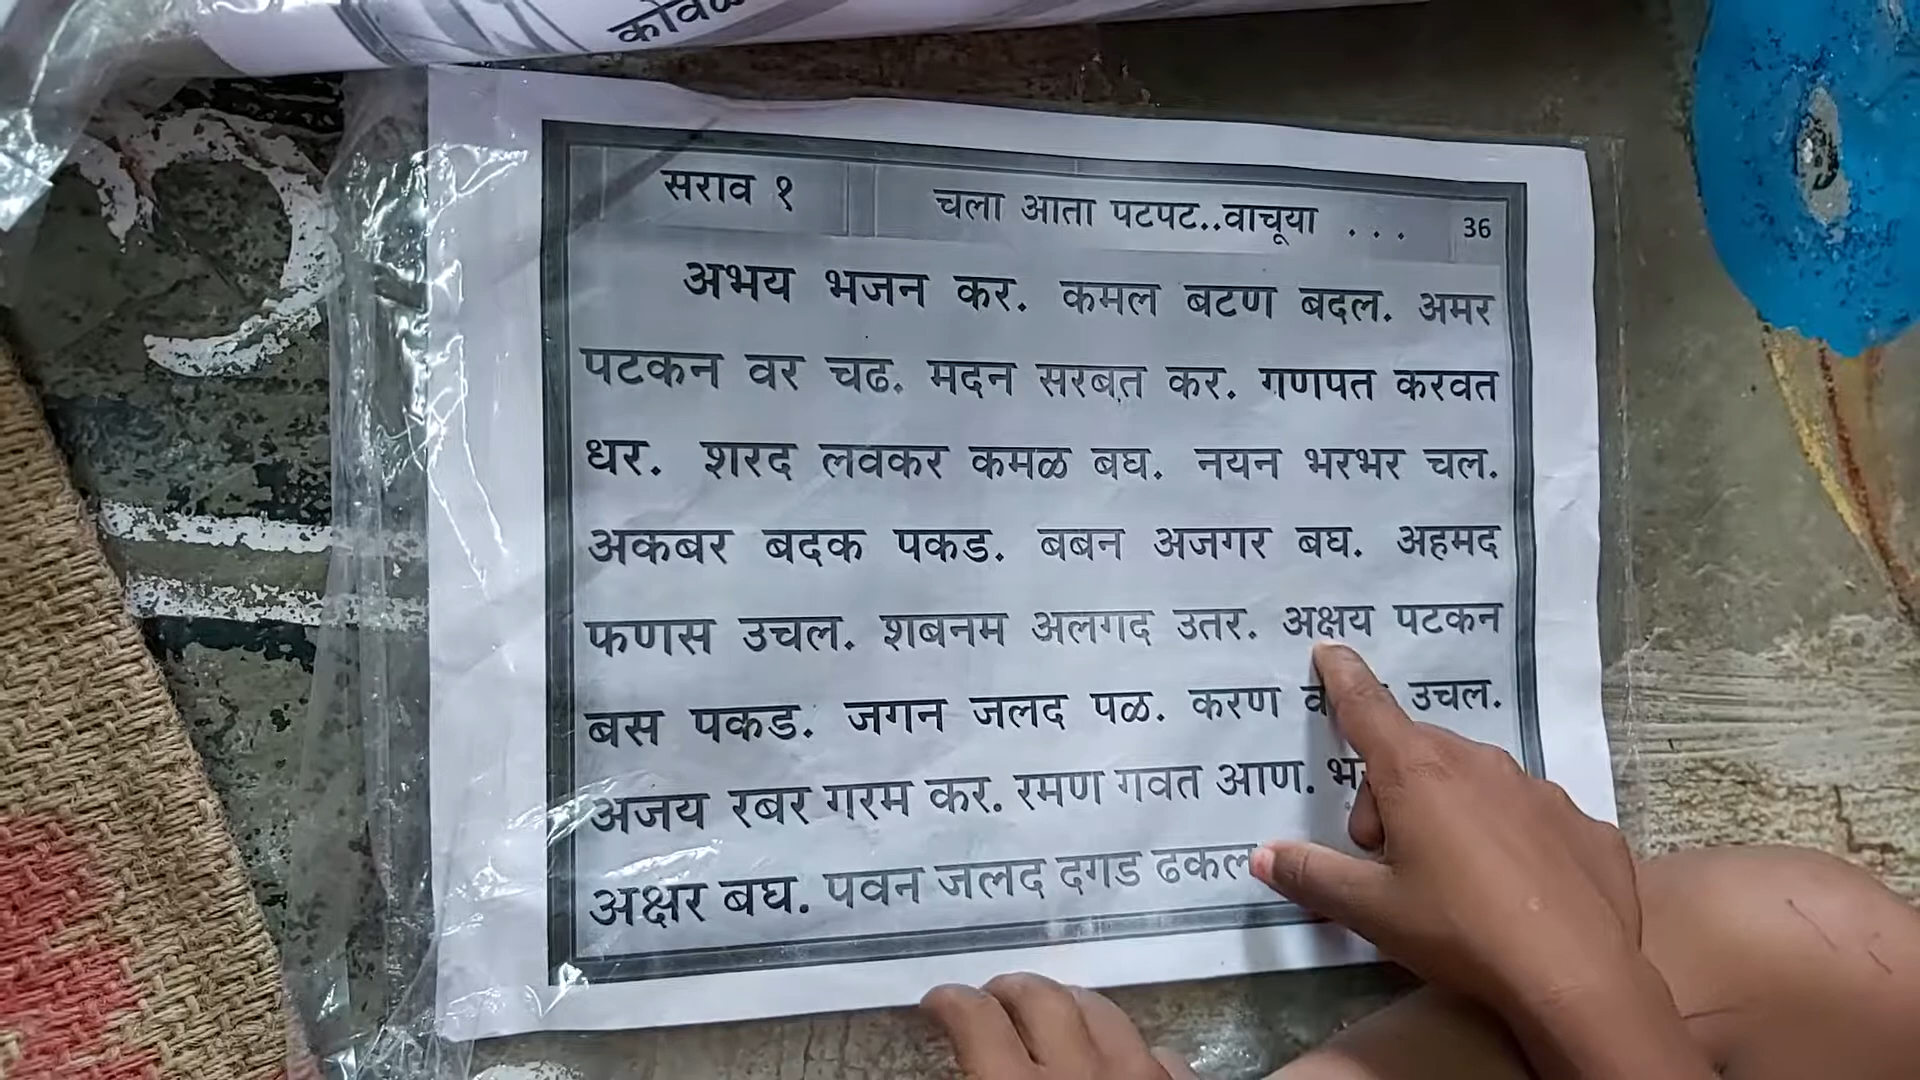 सराव १ चला आता पटपट..वाचूया . . . 36
अभय भजन कर. कमल बटण बदल. अमर
पटकन वर चढ. मदन सरबत कर. गणपत करवत
धर. शरद लवकर कमळ बघ. नयन भरभर चल.
अकबर बदक पकड. बबन अजगर बघ. अहमद
फणस उचल. शबनम अलगद उतर. अक्षय पटकन
बस पकड. जगन जलद पळ. करण उचल.
अजय रबर गरम कर. रमण गवत आण.
अक्षर बघ. पवन जलद दगड ढकल